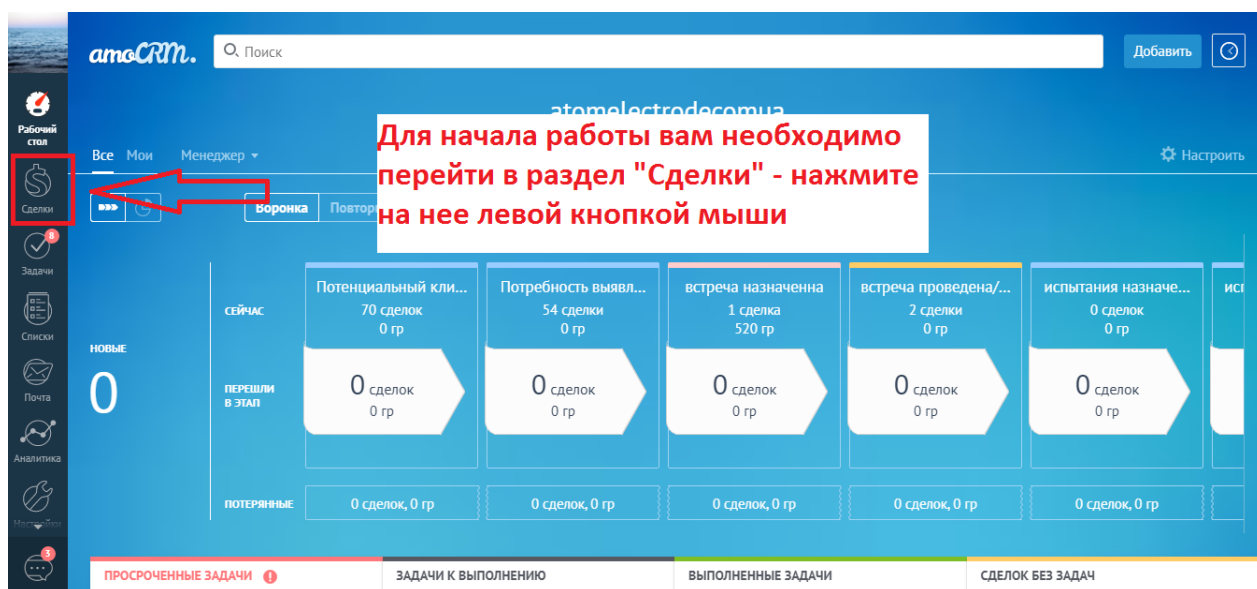 amoCRM.
Поиск
Добавить
Рабочий
стол
Сделки
8
Задачи
Списки
Почта
Аналитика
Настройки
3
atomelectrodecomua
Все Мои Менеджер
Настроить
Для начала работы вам необходимо
перейти в раздел "Сделки" - нажмите
на нее левой кнопкой мыши
Воронка
НОВЫЕ
0
СЕЙЧАС
Потенциальный кли...
70 сделок
0 гр
Потребность выявл...
54 сделки
0 гр
встреча назначенна
1 сделка
520 гр
встреча проведена/...
2 сделки
0 гр
испытания назначе...
0 сделок
0 гр
ПЕРЕШЛИ
В ЭТАП
0 сделок
0 гр
0 сделок
0 гр
0 сделок
0 гр
0 сделок
0 гр
0 сделок
0 гр
ПОТЕРЯННЫЕ
0 сделок, 0 гр
0 сделок, 0 гр
0 сделок, 0 гр
0 сделок, 0 гр
0 сделок, 0 гр
ПРОСРОЧЕННЫЕ ЗАДАЧИ !
ЗАДАЧИ К ВЫПОЛНЕНИЮ
ВЫПОЛНЕННЫЕ ЗАДАЧИ
СДЕЛОК БЕЗ ЗАДАЧ